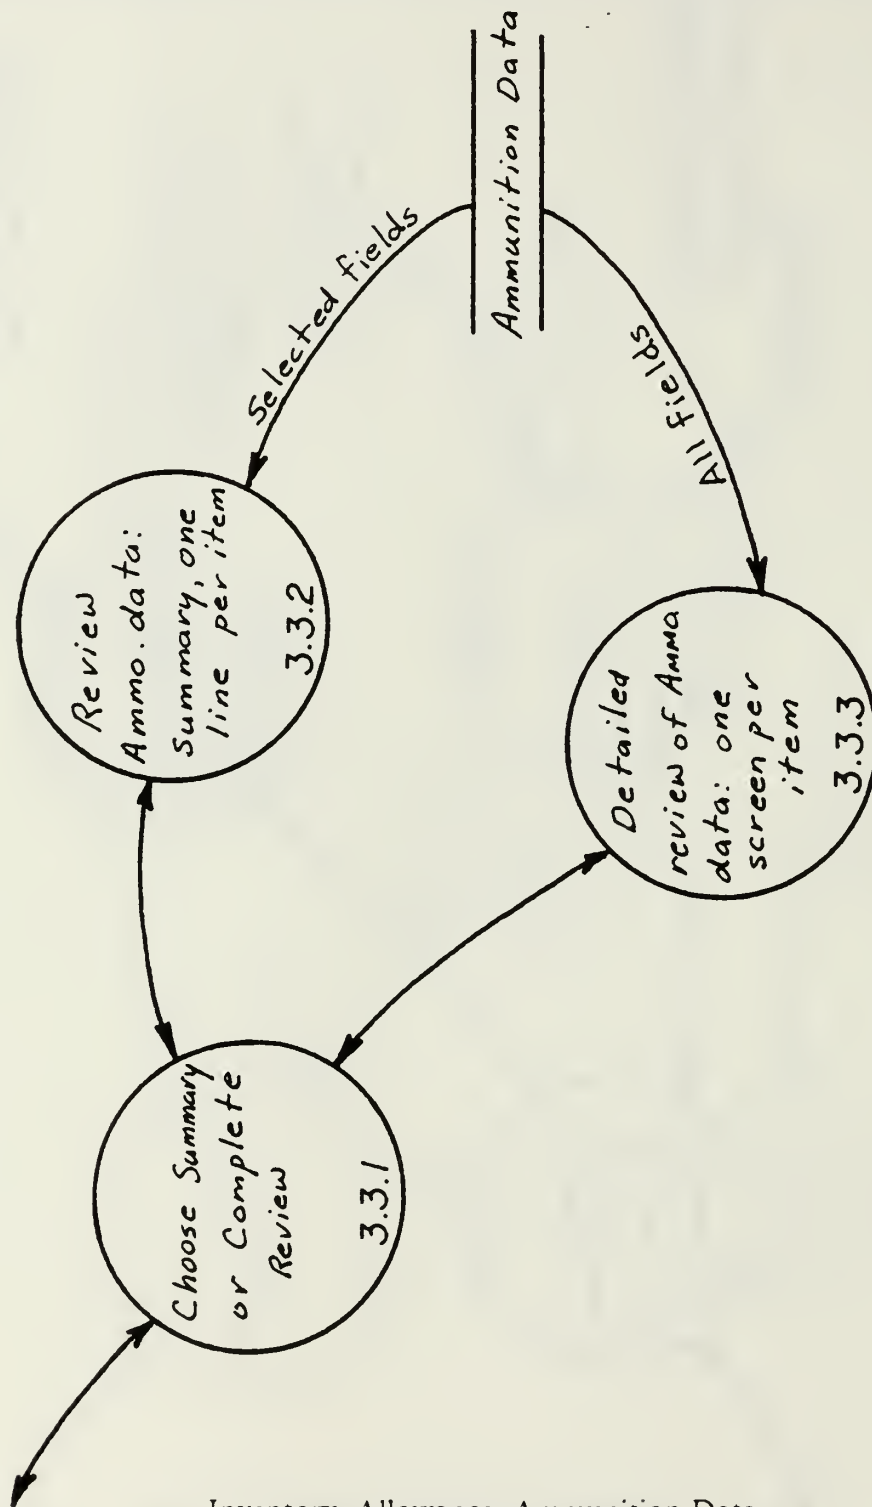 Choose Summary
or Complete
Review
3.3.1
Review
Ammo. data:
Summary, one
line per item
3.3.2
Detailed
review of Ammo
data: one
screen per
item
3.3.3
Selected fields
All fields
Ammunition Data